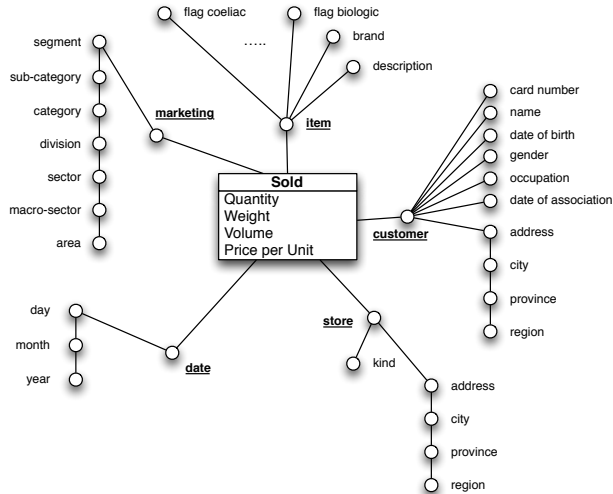 flag coeliac
.....
flag biologic
brand
description
segment
sub-category
category
division
sector
macro-sector
area
marketing
item
card number
name
date of birth
gender
occupation
date of association
customer
address
city
province
region
Sold
Quantity
Weight
Volume
Price per Unit
day
month
year
date
store
kind
address
city
province
region